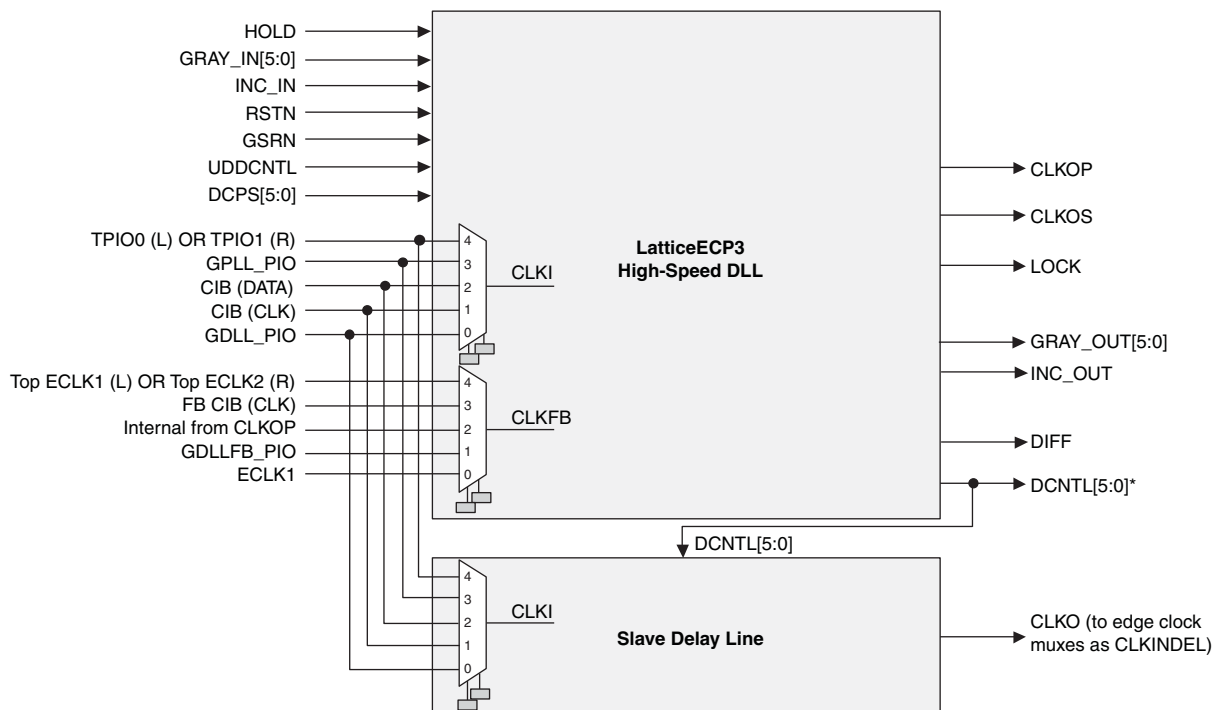 HOLD
GRAY_IN[5:0]
INC_IN
RSTN
GSRN
UDDCNTL
DCPS[5:0]
TPIO0 (L) OR TPIO1 (R)
GPLL_PIO
CIB (DATA)
CIB (CLK)
GDLL_PIO
4
3
2
1
0
CLKI
Top ECLK1 (L) OR Top ECLK2 (R)
FB CIB (CLK)
Internal from CLKOP
GDLLFB_PIO
ECLK1
4
3
2
1
0
CLKFB
LatticeECP3
High-Speed DLL
CLKOP
CLKOS
LOCK
GRAY_OUT[5:0]
INC_OUT
DIFF
DCNTL[5:0]*
DCNTL[5:0]
4
3
2
1
0
CLKI
Slave Delay Line
CLKO (to edge clock
muxes as CLKINDEL)